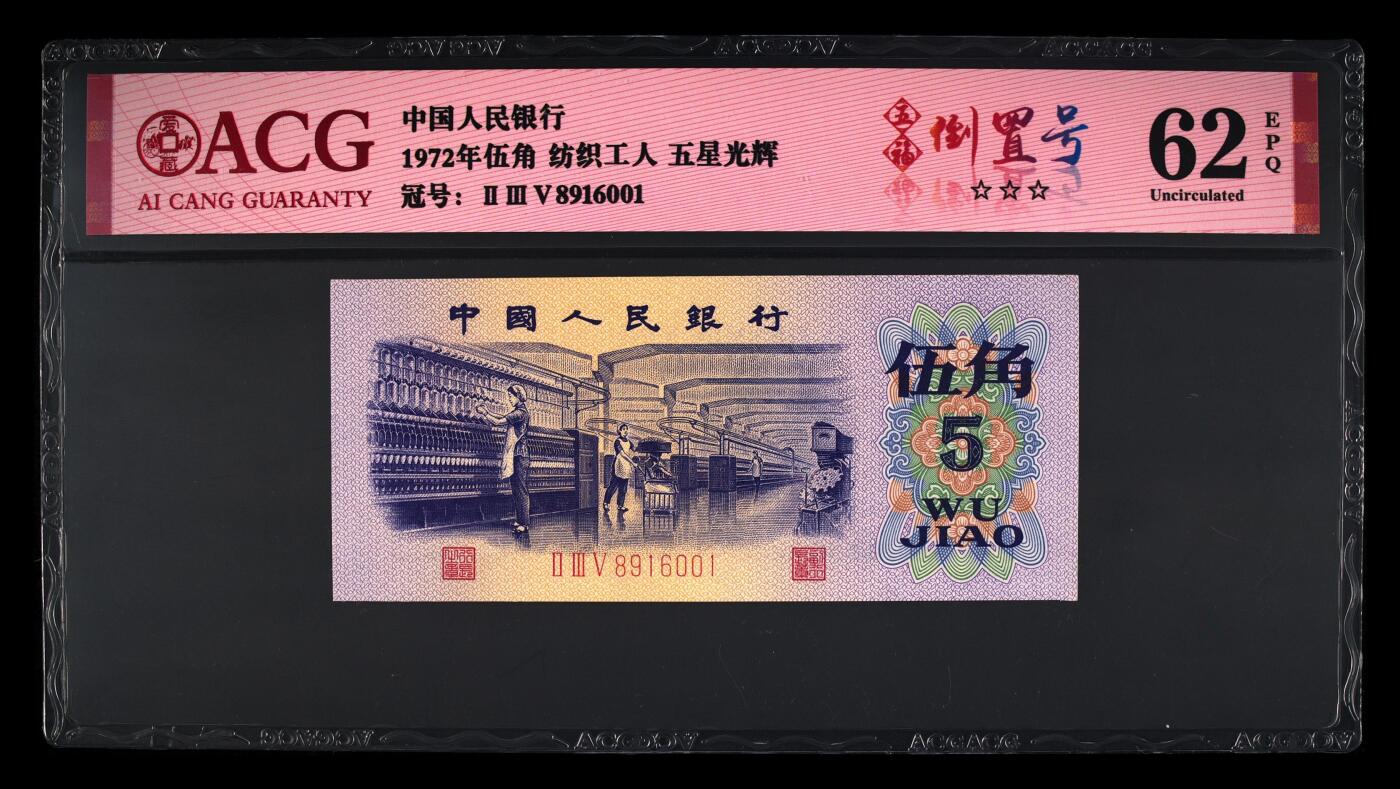 ACG
AI CANG GUARANTY
中国人民银行
1972年伍角 纺织工人 五星光辉
冠号：ⅡⅢⅤ8916001
五福
倒置号
☆☆☆
62
EPQ
Uncirculated
中國人民銀行
伍角
5
WU
JIAO
ⅡⅢⅤ8916001